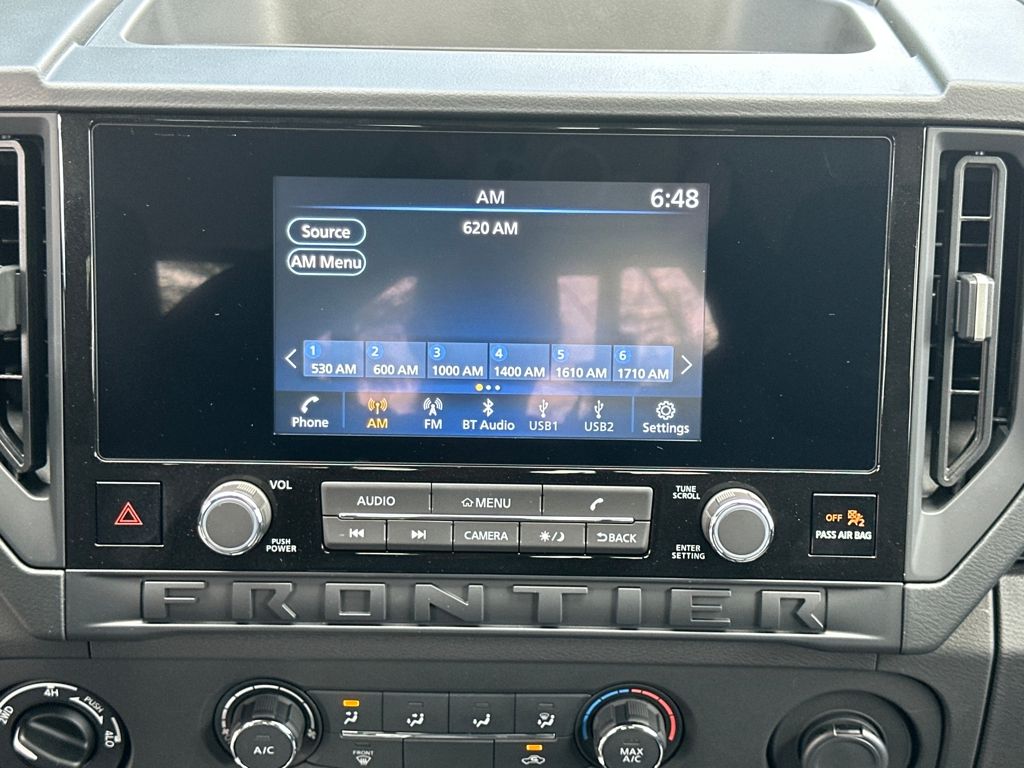 AM 6:48
Source
620 AM
AM Menu
1 2 3 4 5 6
530 AM 600 AM 1000 AM 1400 AM 1610 AM 1710 AM
Phone AM FM BT Audio USB1 USB2 Settings
VOL
PUSH
POWER
AUDIO MENU
CAMERA BACK
TUNE
SCROLL
ENTER
SETTING
OFF 2
PASS AIR BAG
FRONTIER
2WD 4H PUSH 4LO
A/C
FRONT
MAX
A/C